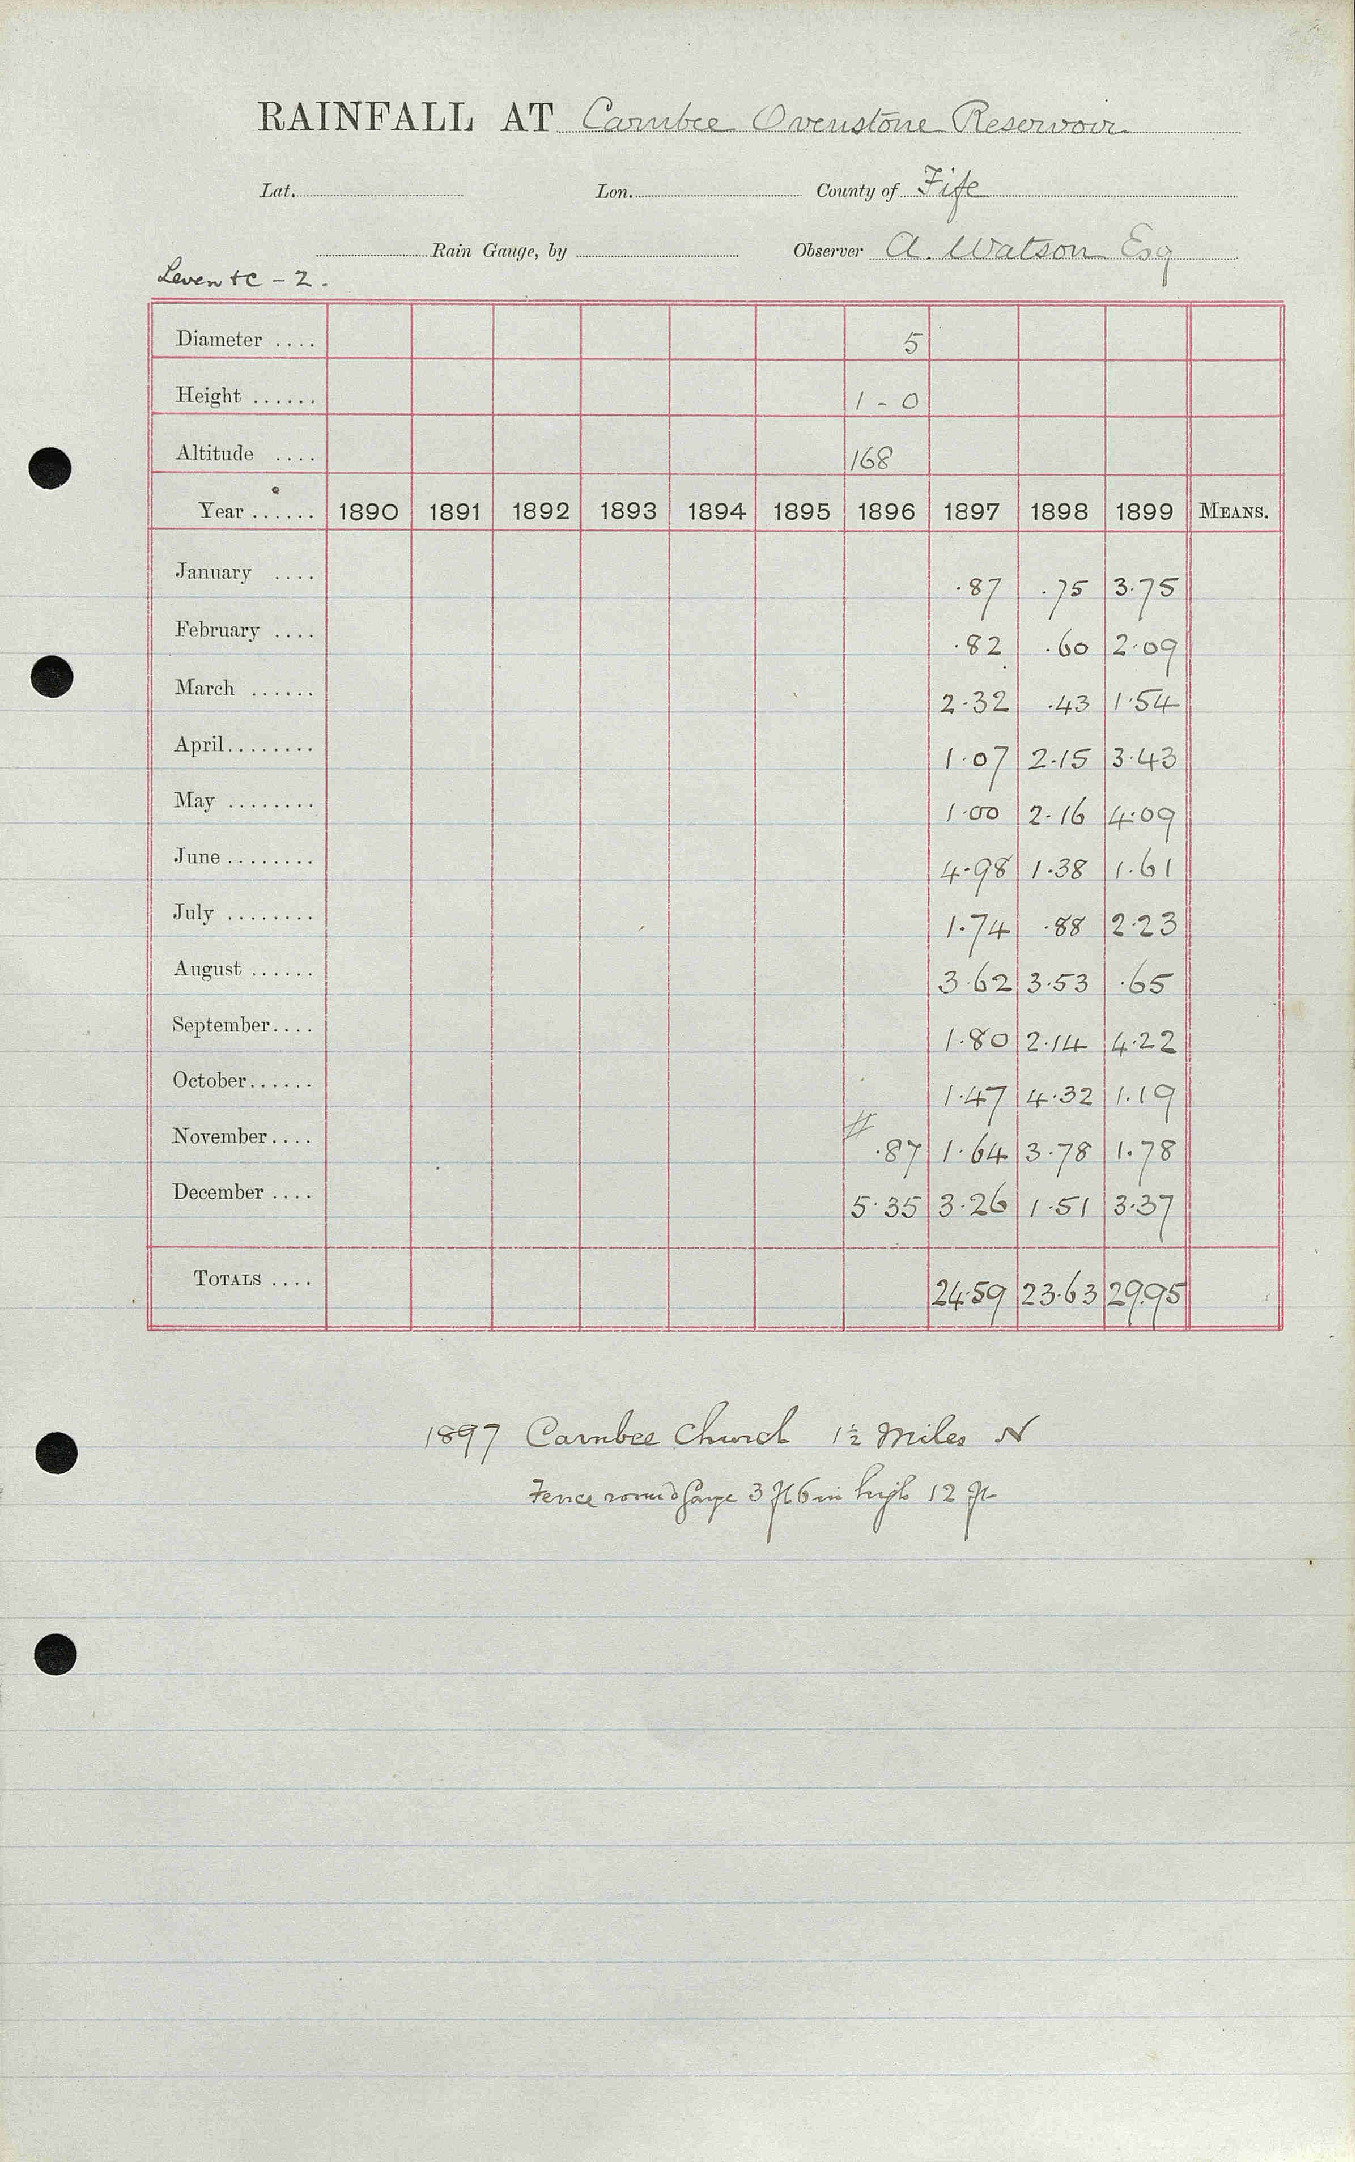 RAINFALL AT Carnbee Ovenstone Reservoir
Lat. Lon. County of Fife
Rain Gauge, by Observer A. Watson Esq
Leven &c - 2.
Diameter .... 5
Height ...... 1 - 0
Altitude .... 168
Year ...... 1890 1891 1892 1893 1894 1895 1896 1897 1898 1899 MEANS.
January .... .87 .75 3.75
February .... .82 .60 2.09
March ...... 2.32 .43 1.54
April........ 1.07 2.15 3.43
May ........ 1.00 2.16 4.09
June ........ 4.98 1.38 1.61
July ........ 1.74 .88 2.23
August ...... 3.62 3.53 .65
September.... 1.80 2.14 4.22
October...... 1.47 4.32 1.19
November.... # .87 1.64 3.78 1.78
December .... 5.35 3.26 1.51 3.37
TOTALS .... 24.59 23.63 29.95
1897 Carnbee Church 1½ Miles N
Fence round Gauge 3 ft 6 in high 12 ft